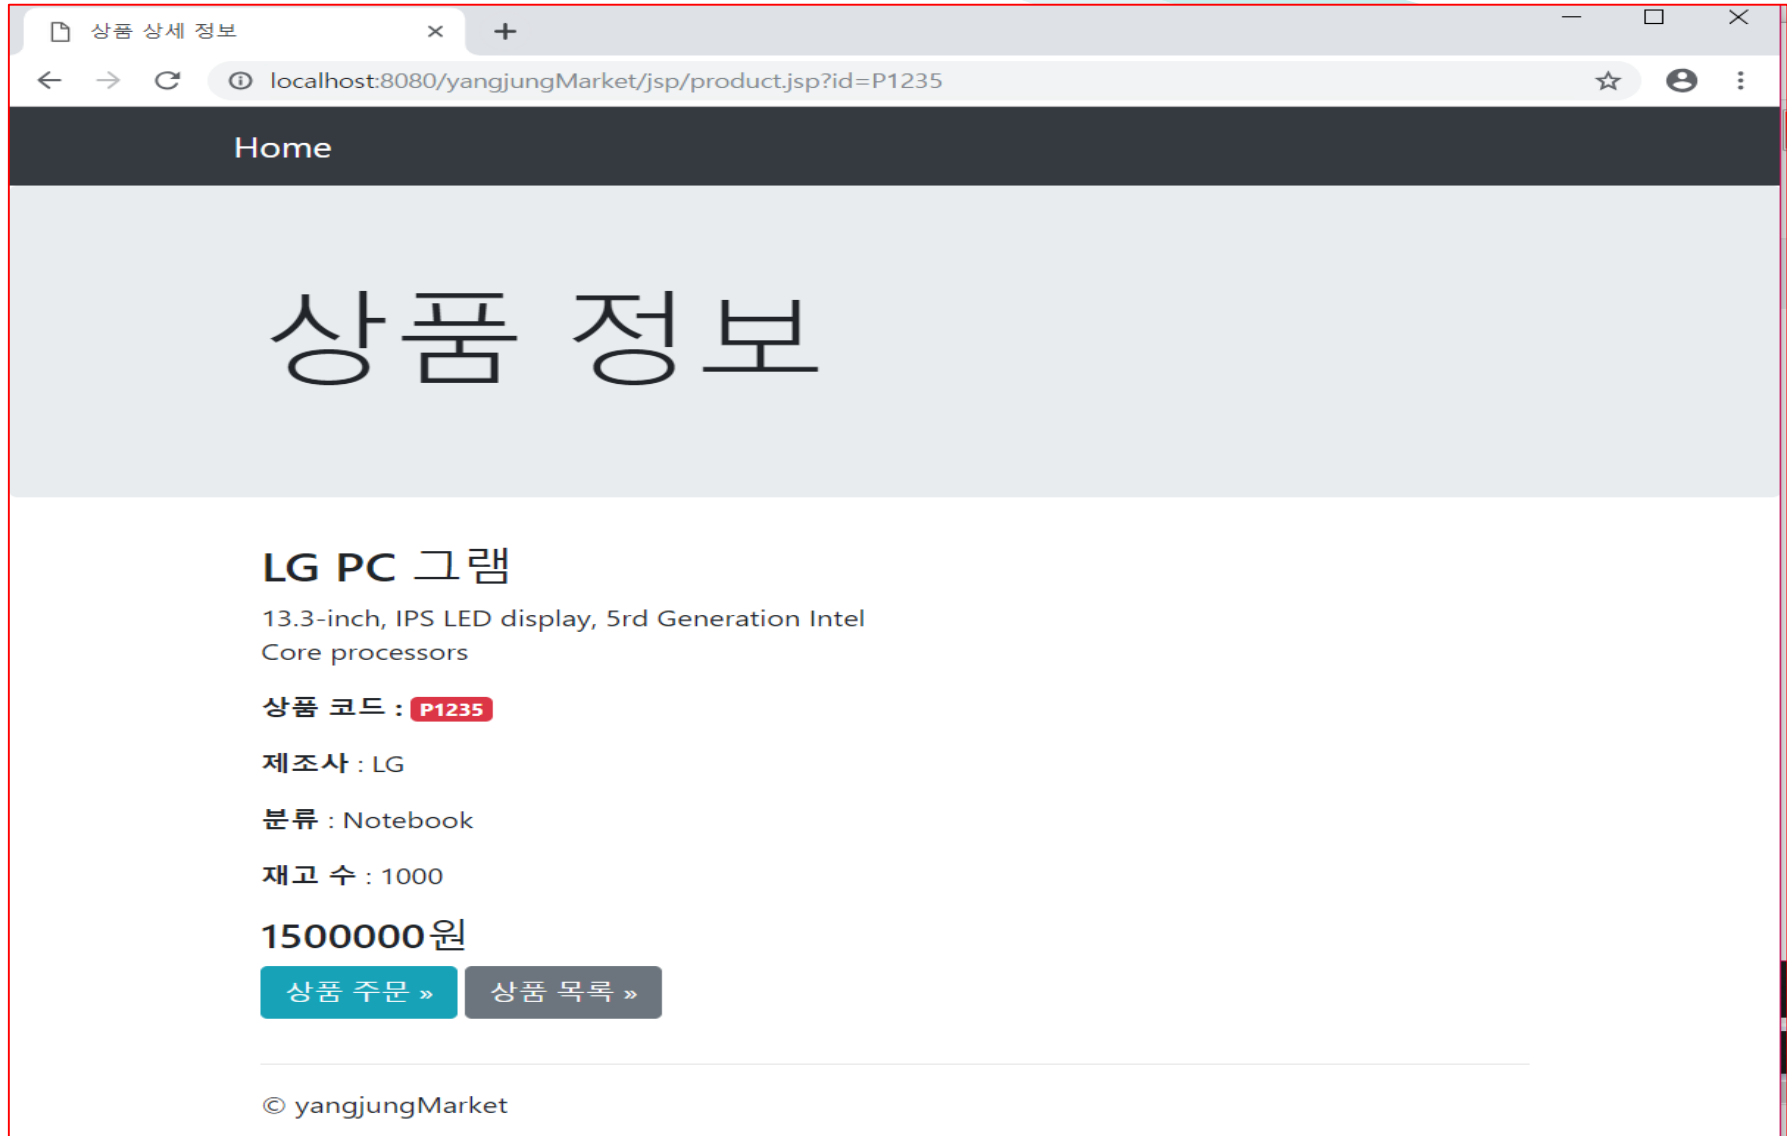 상품 상세 정보
localhost:8080/yangjungMarket/jsp/product.jsp?id=P1235
Home
상품 정보
LG PC 그램
13.3-inch, IPS LED display, 5rd Generation Intel
Core processors
상품 코드 : P1235
제조사 : LG
분류 : Notebook
재고 수 : 1000
1500000원
상품 주문 » 상품 목록 »
© yangjungMarket